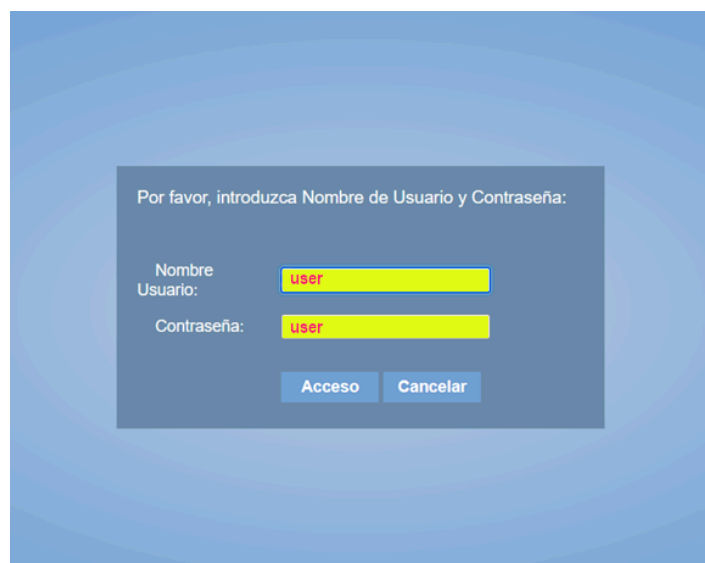 Por favor, introduzca Nombre de Usuario y Contraseña:
Nombre
Usuario:
user
Contraseña:
user
Acceso
Cancelar